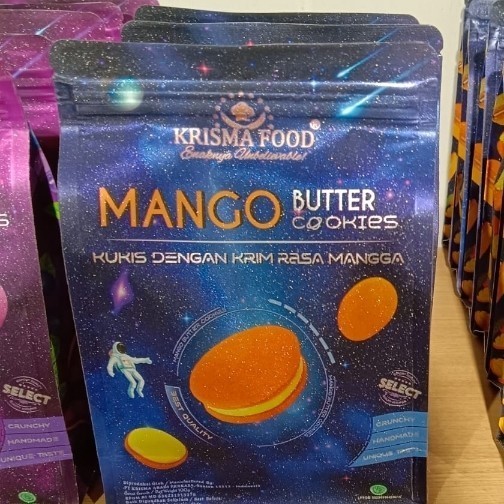 KRISMA FOOD®
Enaknya Unbeliwable!
MANGO BUTTER COOKIES
KUKIS DENGAN KRIM RASA MANGGA
BEST QUALITY
SELECT
CRUNCHY
HANDMADE
UNIQUE TASTE
SELECT
CRUNCHY
HANDMADE
UNIQUE TASTE